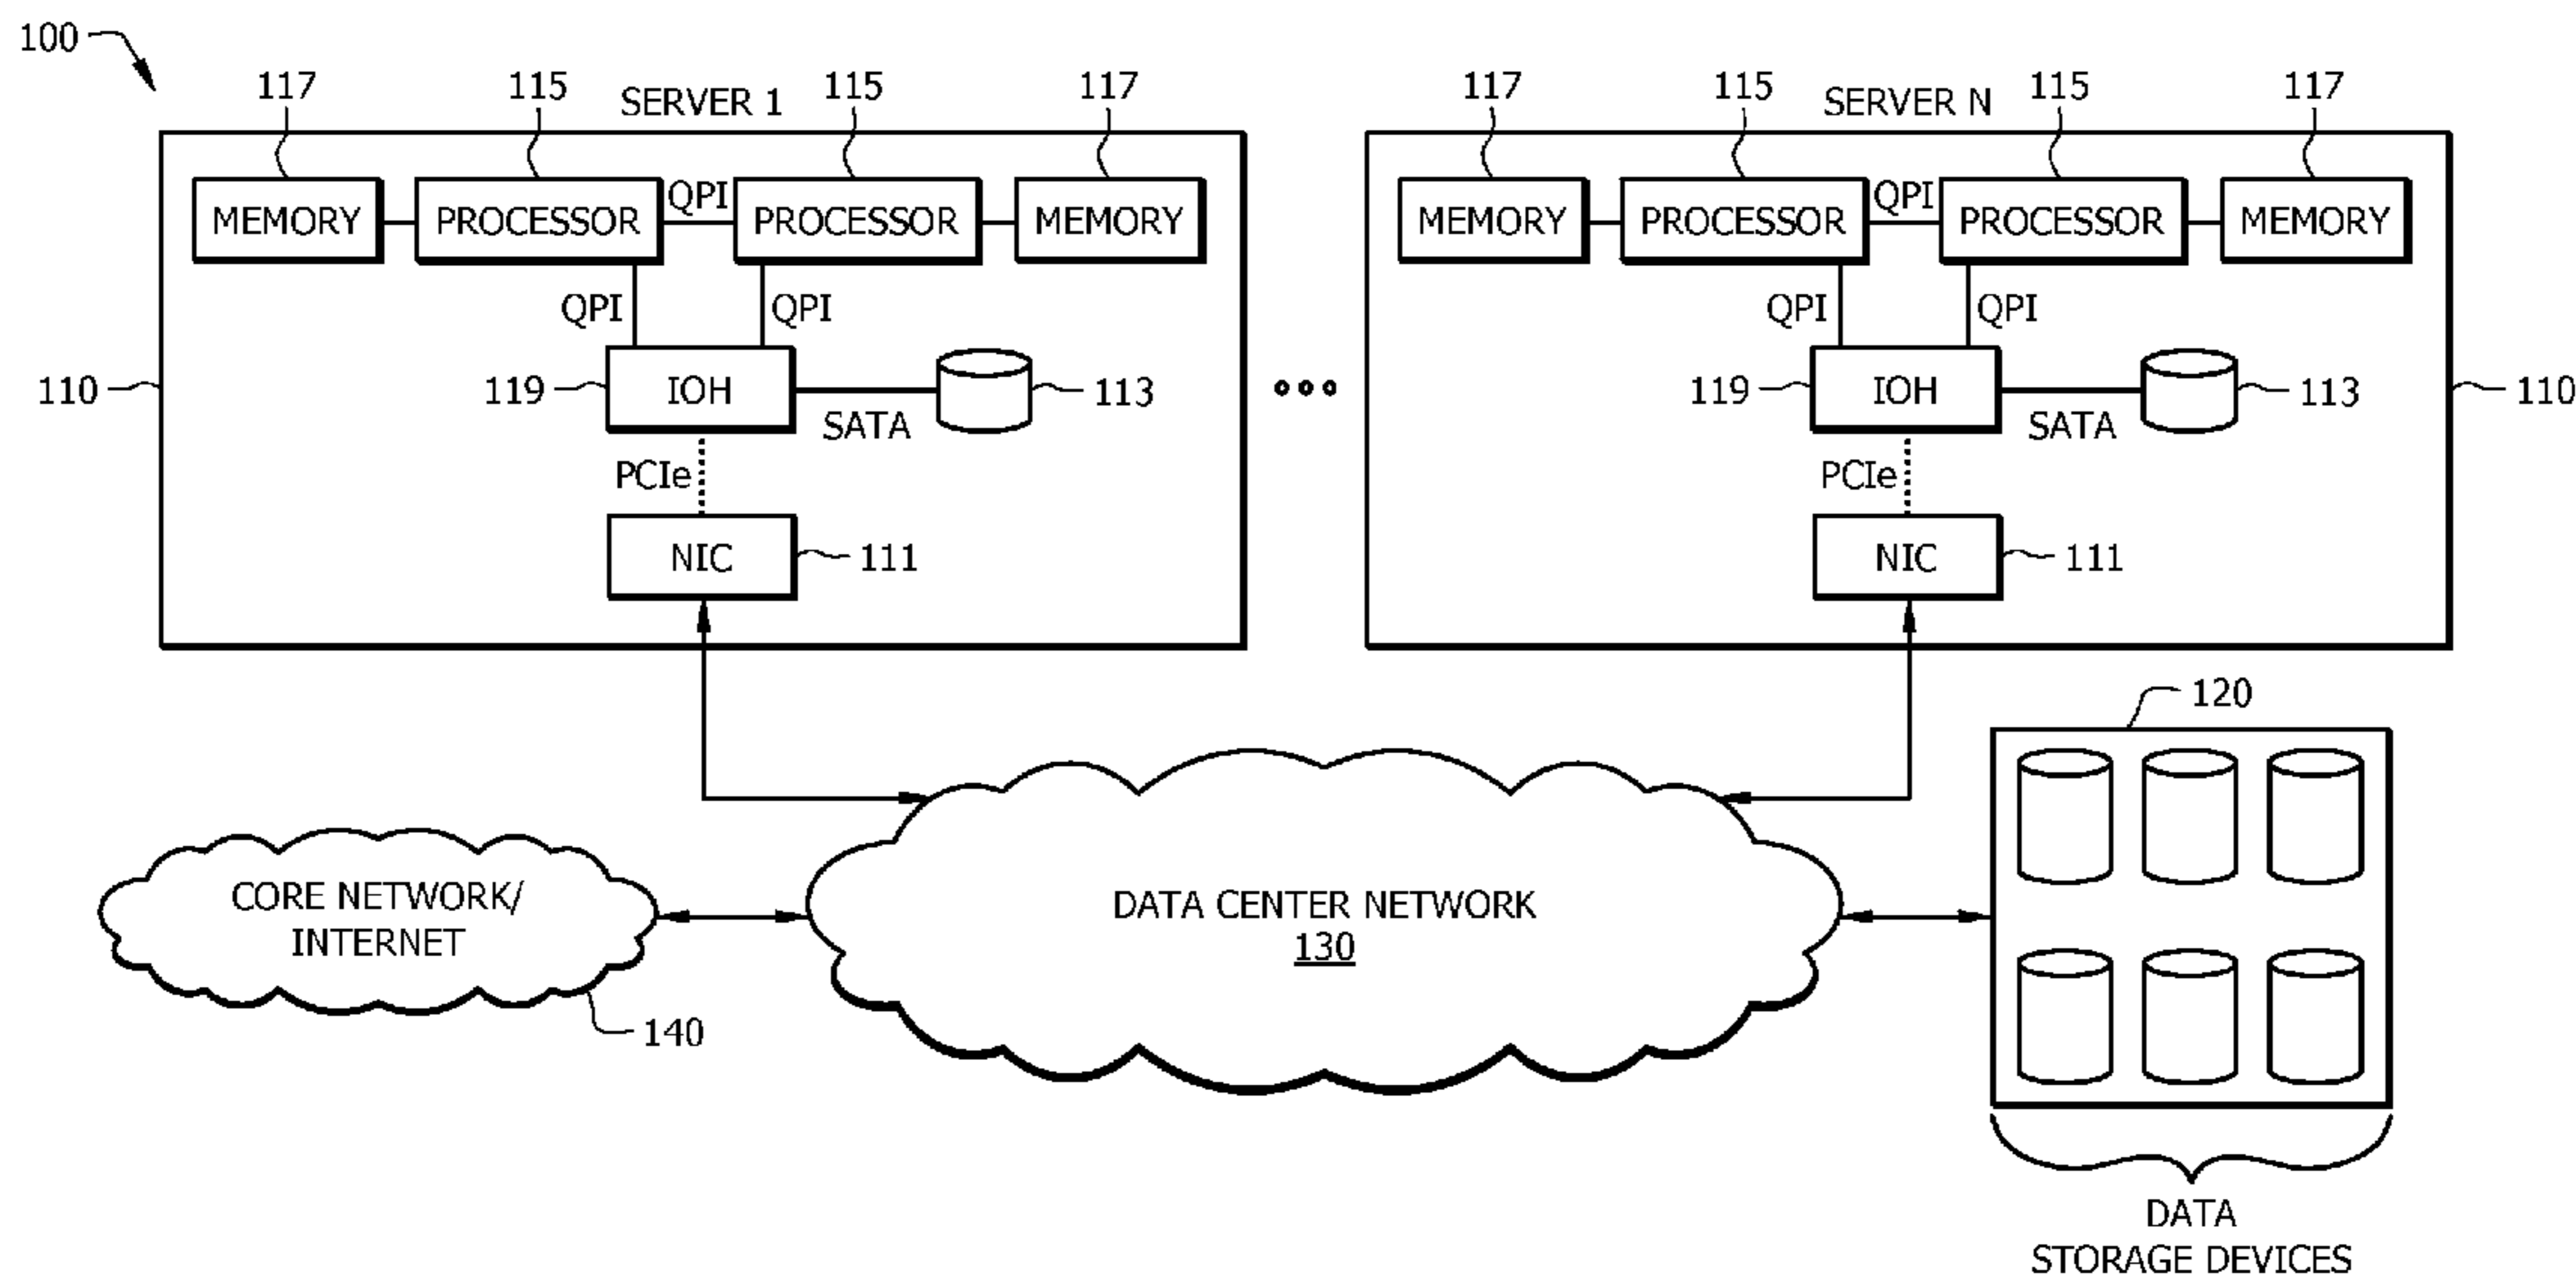 100
117 115 SERVER 1 115 117
117 115 SERVER N 115 117
MEMORY PROCESSOR QPI PROCESSOR MEMORY
MEMORY PROCESSOR QPI PROCESSOR MEMORY
QPI QPI
QPI QPI
110 119 IOH 113
119 IOH 113 110
SATA
SATA
PCIe
PCIe
NIC 111
NIC 111
120
CORE NETWORK/
INTERNET
140
DATA CENTER NETWORK
130
DATA
STORAGE DEVICES